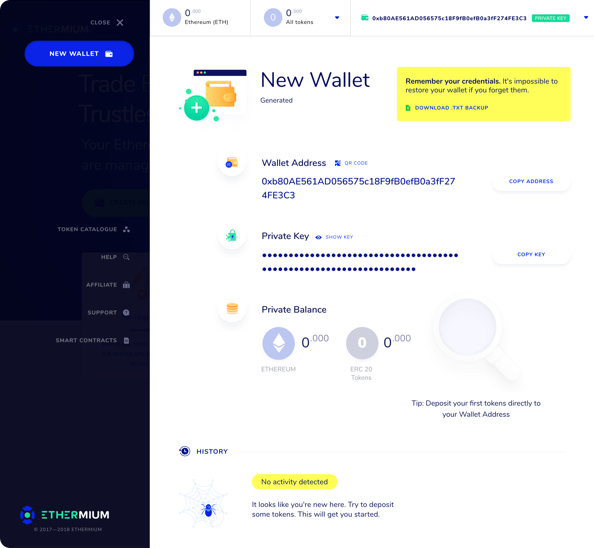 CLOSE
NEW WALLET
Trade
Trustles
Your Ether
are manag
TOKEN CATALOGUE
HELP
AFFILIATE
SUPPORT
SMART CONTRACTS
ETHERMIUM
© 2017—2018 ETHERMIUM
0.000
Ethereum (ETH)
0
0.000
All tokens
0xb80AE561AD056575c18F9fB0efB0a3fF274FE3C3 PRIVATE KEY
New Wallet
Generated
Remember your credentials. It's impossible to
restore your wallet if you forget them.
DOWNLOAD .TXT BACKUP
Wallet Address QR CODE
0xb80AE561AD056575c18F9fB0efB0a3fF27
4FE3C3
COPY ADDRESS
Private Key SHOW KEY
COPY KEY
Private Balance
0.000
ETHEREUM
0
0.000
ERC 20
Tokens
Tip: Deposit your first tokens directly to
your Wallet Address
HISTORY
No activity detected
It looks like you're new here. Try to deposit
some tokens. This will get you started.